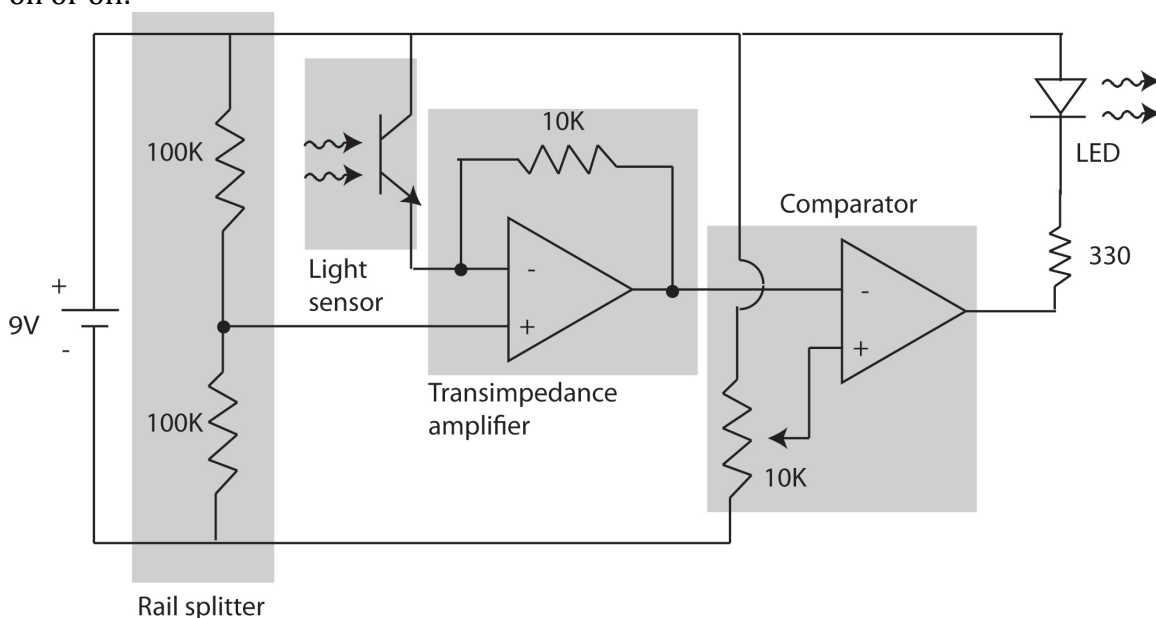 on or off.
100K
10K
LED
Comparator
330
Light
sensor
-
+
-
+
+
9V
-
100K
Transimpedance
amplifier
10K
Rail splitter